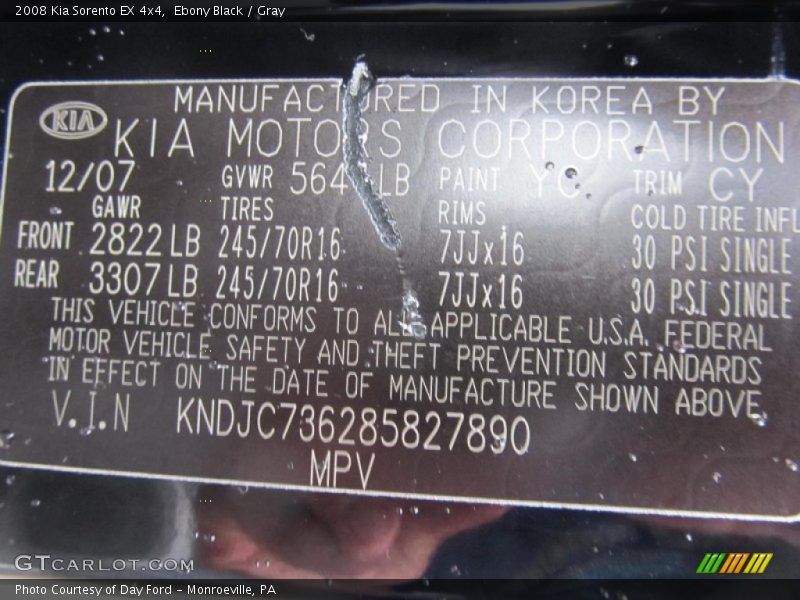 2008 Kia Sorento EX 4x4, Ebony Black / Gray
MANUFACTURED IN KOREA BY
KIA KIA MOTORS CORPORATION
12/07 GVWR 564 LB PAINT TRIM CY
GAWR TIRES RIMS COLD TIRE INFL
FRONT 2822 LB 245/70R16 7JJx16 30 PSI SINGLE
REAR 3307 LB 245/70R16 7JJx16 30 PSI SINGLE
THIS VEHICLE CONFORMS TO ALL APPLICABLE U.S.A. FEDERAL
MOTOR VEHICLE SAFETY AND THEFT PREVENTION STANDARDS
IN EFFECT ON THE DATE OF MANUFACTURE SHOWN ABOVE
V.I.N KNDJC736285827890
MPV
GTCARLOT.COM
Photo Courtesy of Day Ford - Monroeville, PA